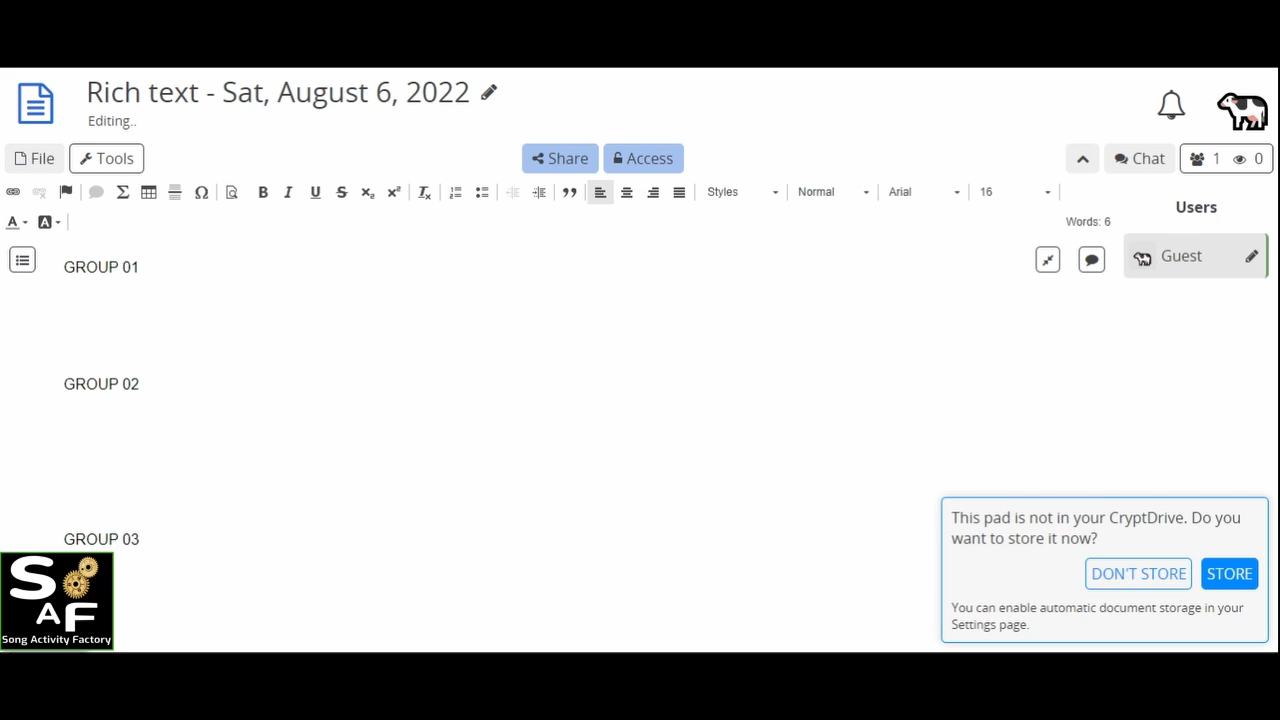 Rich text - Sat, August 6, 2022
Editing..
File
Tools
Share
Access
Chat
1
0
Styles
Normal
Arial
16
Users
Words: 6
Guest
GROUP 01
GROUP 02
GROUP 03
This pad is not in your CryptDrive. Do you
want to store it now?
DON'T STORE
STORE
You can enable automatic document storage in your
Settings page.
SAF
Song Activity Factory